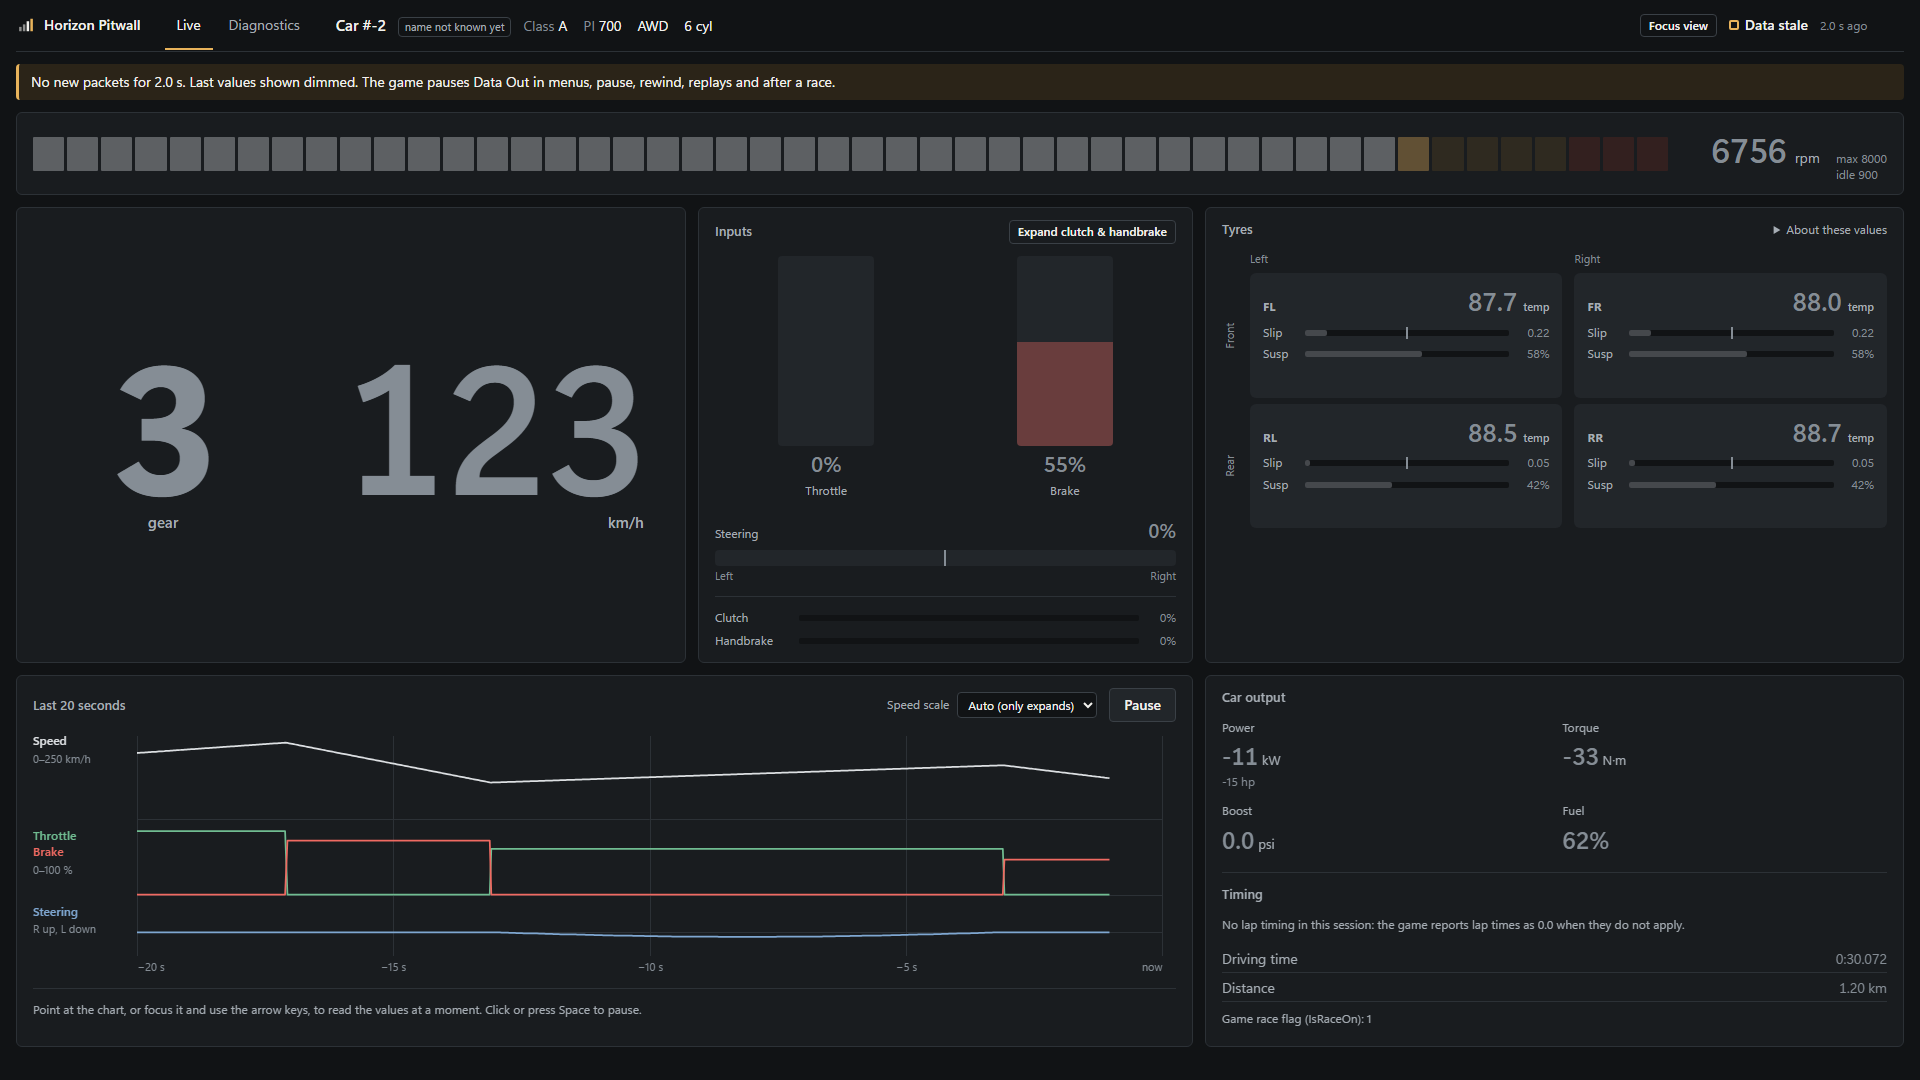 Horizon Pitwall
Live
Diagnostics
Car #-2
name not known yet
Class A
PI 700
AWD
6 cyl
Focus view
Data stale
2.0 s ago
No new packets for 2.0 s. Last values shown dimmed. The game pauses Data Out in menus, pause, rewind, replays and after a race.
6756 rpm
max 8000
idle 900
3
gear
123
km/h
Inputs
Expand clutch & handbrake
0%
Throttle
55%
Brake
Steering
0%
Left
Right
Clutch
0%
Handbrake
0%
Tyres
▶ About these values
Left
Right
Front
FL
87.7 temp
Slip
0.22
Susp
58%
FR
88.0 temp
Slip
0.22
Susp
58%
Rear
RL
88.5 temp
Slip
0.05
Susp
42%
RR
88.7 temp
Slip
0.05
Susp
42%
Last 20 seconds
Speed scale
Auto (only expands)
Pause
Speed
0–250 km/h
Throttle
Brake
0–100 %
Steering
R up, L down
−20 s
−15 s
−10 s
−5 s
now
Point at the chart, or focus it and use the arrow keys, to read the values at a moment. Click or press Space to pause.
Car output
Power
-11 kW
-15 hp
Torque
-33 N·m
Boost
0.0 psi
Fuel
62%
Timing
No lap timing in this session: the game reports lap times as 0.0 when they do not apply.
Driving time
0:30.072
Distance
1.20 km
Game race flag (IsRaceOn): 1